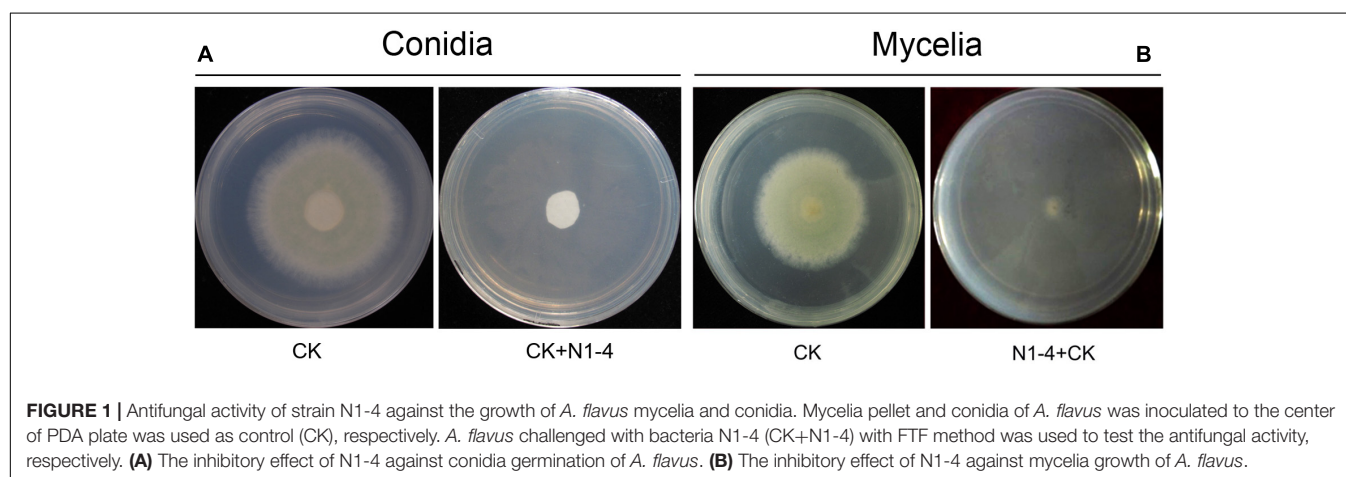 A
Conidia
Mycelia
B
CK
CK+N1-4
CK
N1-4+CK
FIGURE 1 | Antifungal activity of strain N1-4 against the growth of A. flavus mycelia and conidia. Mycelia pellet and conidia of A. flavus was inoculated to the center
of PDA plate was used as control (CK), respectively. A. flavus challenged with bacteria N1-4 (CK+N1-4) with FTF method was used to test the antifungal activity,
respectively. (A) The inhibitory effect of N1-4 against conidia germination of A. flavus. (B) The inhibitory effect of N1-4 against mycelia growth of A. flavus.